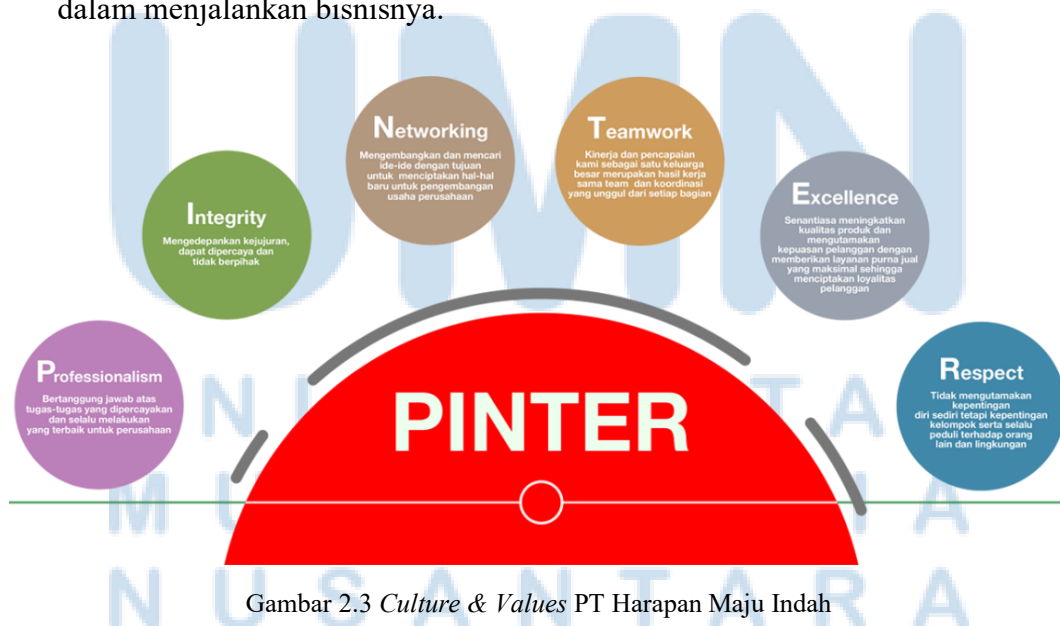 dalam menjalankan bisnisnya.
Networking
Mengembangkan dan mencari
ide-ide dengan tujuan
untuk menciptakan hal-hal
baru untuk pengembangan
usaha perusahaan
Teamwork
Kinerja dan pencapaian
kami sebagai satu keluarga
besar merupakan hasil kerja
sama team dan koordinasi
yang unggul dari setiap bagian
Integrity
Mengedepankan kejujuran,
dapat dipercaya dan
tidak berpihak
Excellence
Senantiasa meningkatkan
kualitas produk dan
mengutamakan
kepuasan pelanggan dengan
memberikan layanan purna jual
yang maksimal sehingga
menciptakan loyalitas
pelanggan
Professionalism
Bertanggung jawab atas
tugas-tugas yang dipercayakan
dan selalu melakukan
yang terbaik untuk perusahaan
Respect
Tidak mengutamakan
kepentingan
diri sediri tetapi kepentingan
kelompok serta selalu
peduli terhadap orang
lain dan lingkungan
PINTER
Gambar 2.3 Culture & Values PT Harapan Maju Indah
UMN
NUSANTARA